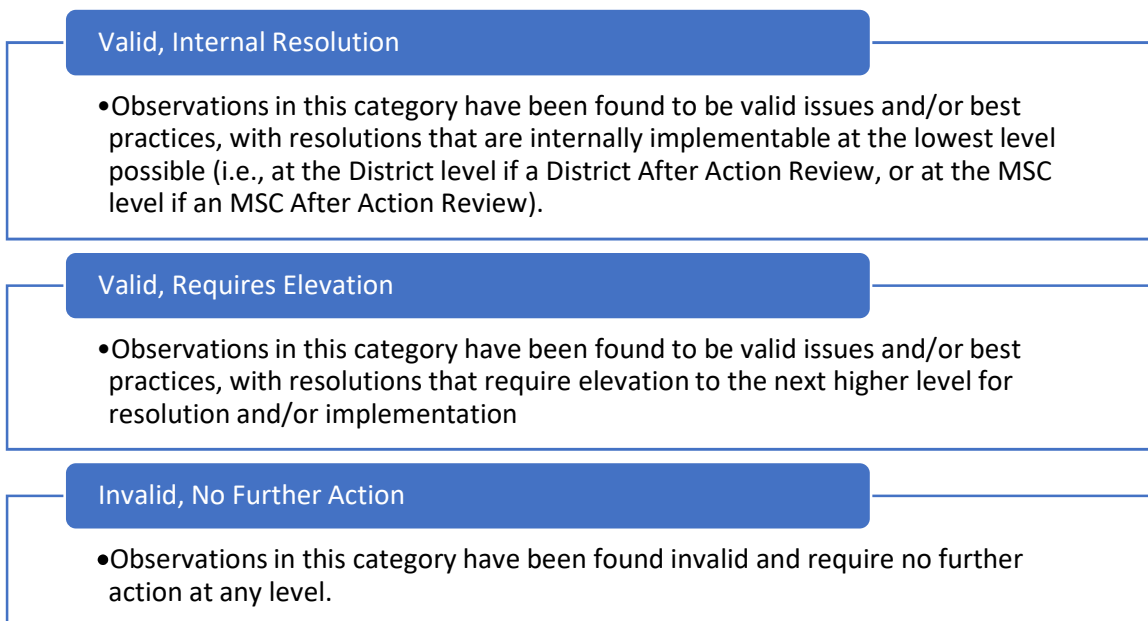 Valid, Internal Resolution
•Observations in this category have been found to be valid issues and/or best
practices, with resolutions that are internally implementable at the lowest level
possible (i.e., at the District level if a District After Action Review, or at the MSC
level if an MSC After Action Review).
Valid, Requires Elevation
•Observations in this category have been found to be valid issues and/or best
practices, with resolutions that require elevation to the next higher level for
resolution and/or implementation
Invalid, No Further Action
•Observations in this category have been found invalid and require no further
action at any level.